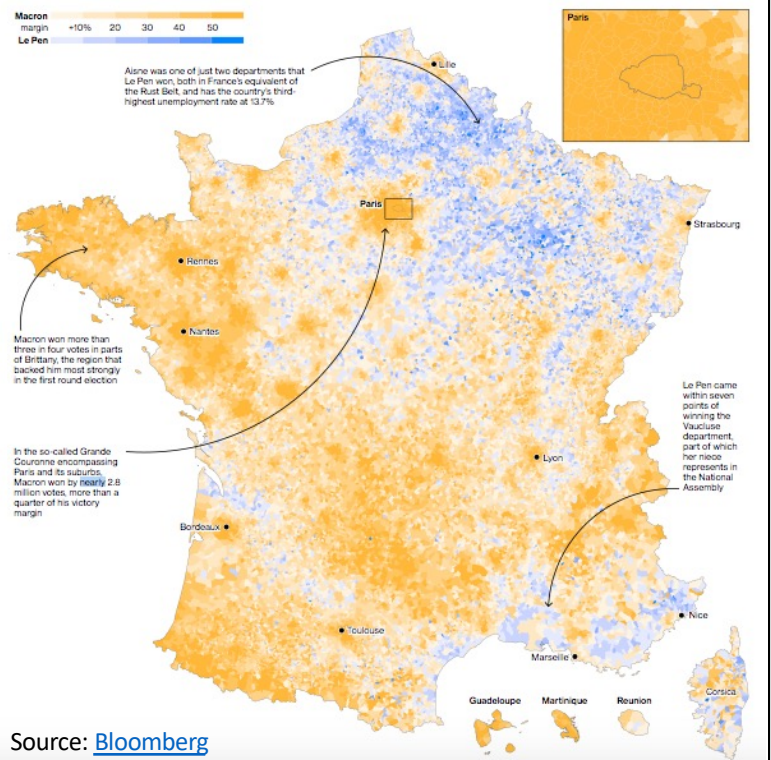 Macron
margin +10% 20 30 40 50
Le Pen
Paris
Aisne was one of just two departments that
Le Pen won, both in France's equivalent of
the Rust Belt, and has the country's third-
highest unemployment rate at 13.7%
Lille
Paris
Strasbourg
Rennes
Nantes
Macron won more than
three in four votes in parts
of Brittany, the region that
backed him most strongly
in the first round election
Le Pen came
within seven
points of
winning the
Vaucluse
department,
part of which
her niece
represents in
the National
Assembly
In the so-called Grande
Couronne encompassing
Paris and its suburbs,
Macron won by nearly 2.8
million votes, more than a
quarter of his victory
margin
Lyon
Bordeaux
Toulouse
Nice
Marseille
Guadeloupe Martinique Reunion
Corsica
Source: Bloomberg